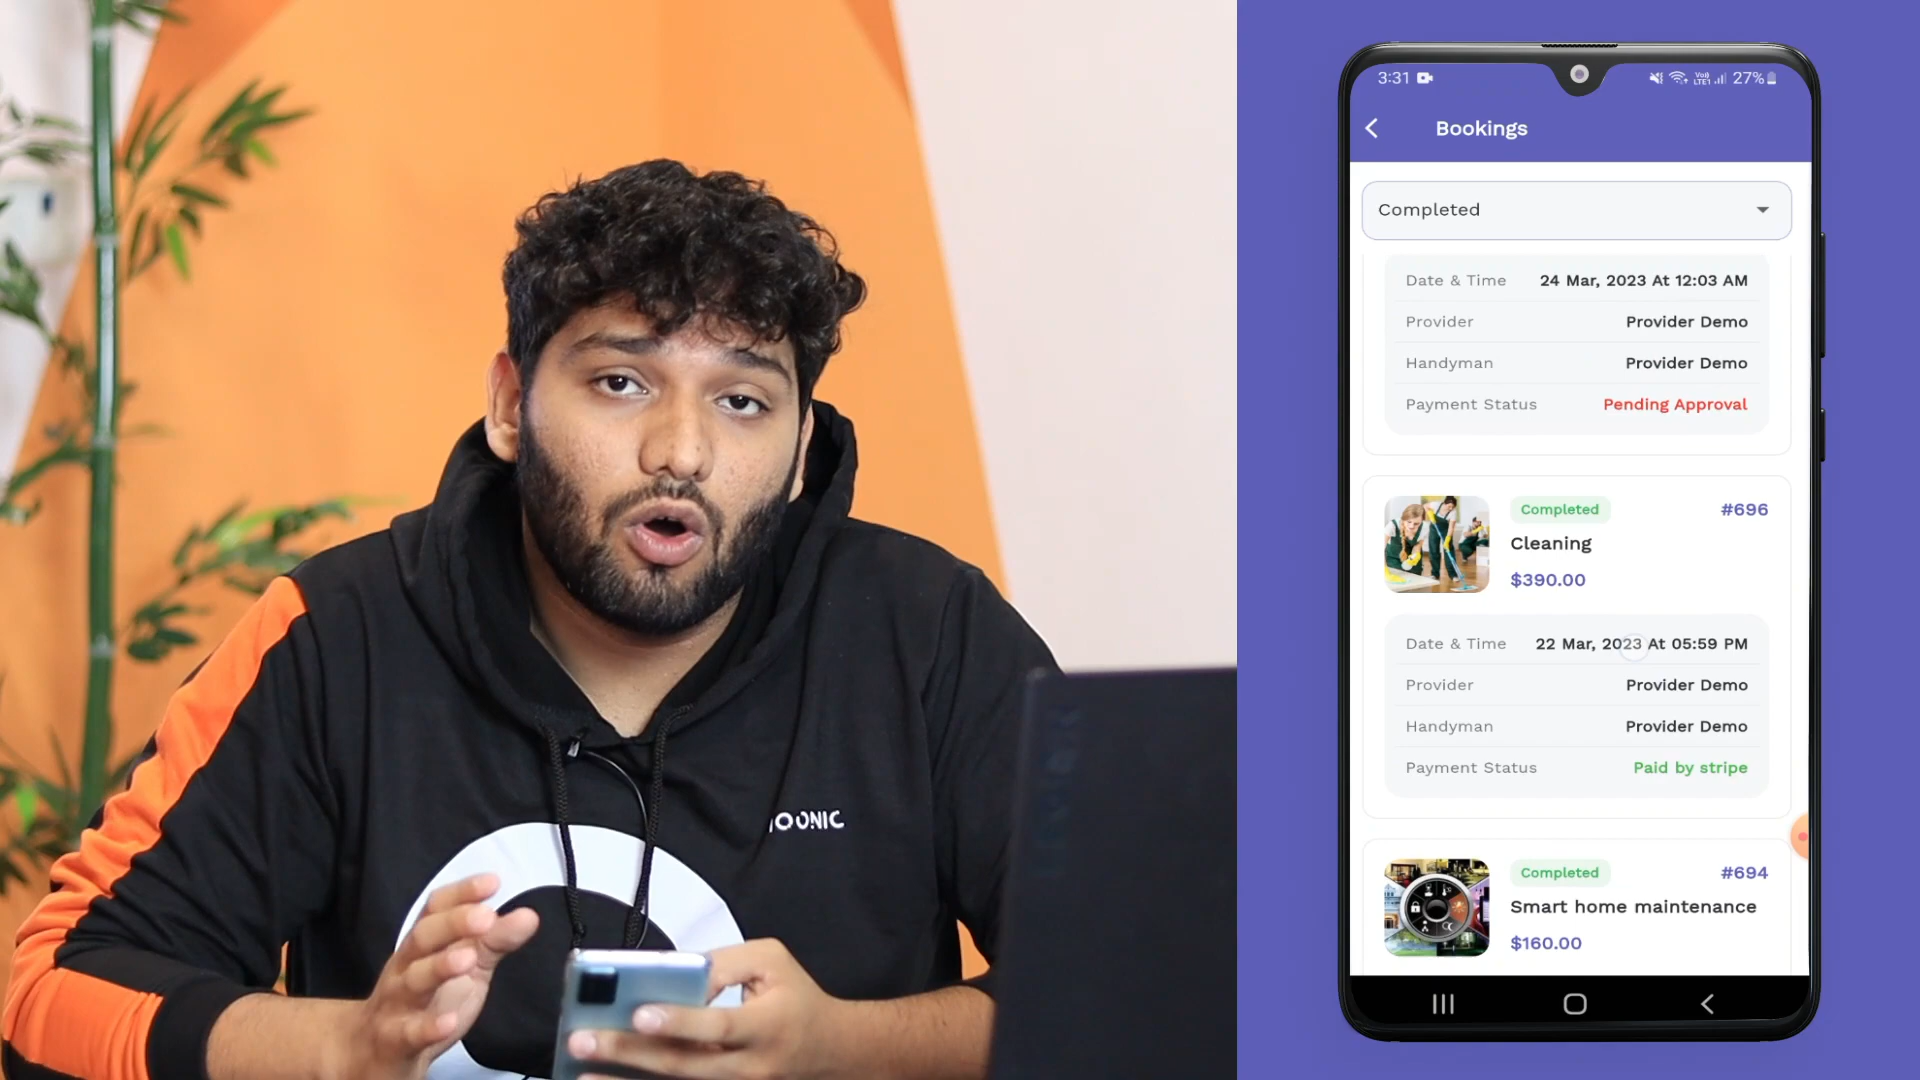 3:31
27%
Bookings
Completed
Date & Time 24 Mar, 2023 At 12:03 AM
Provider Provider Demo
Handyman Provider Demo
Payment Status Pending Approval
Completed #696
Cleaning
$390.00
Date & Time 22 Mar, 2023 At 05:59 PM
Provider Provider Demo
Handyman Provider Demo
Payment Status Paid by stripe
Completed #694
Smart home maintenance
$160.00